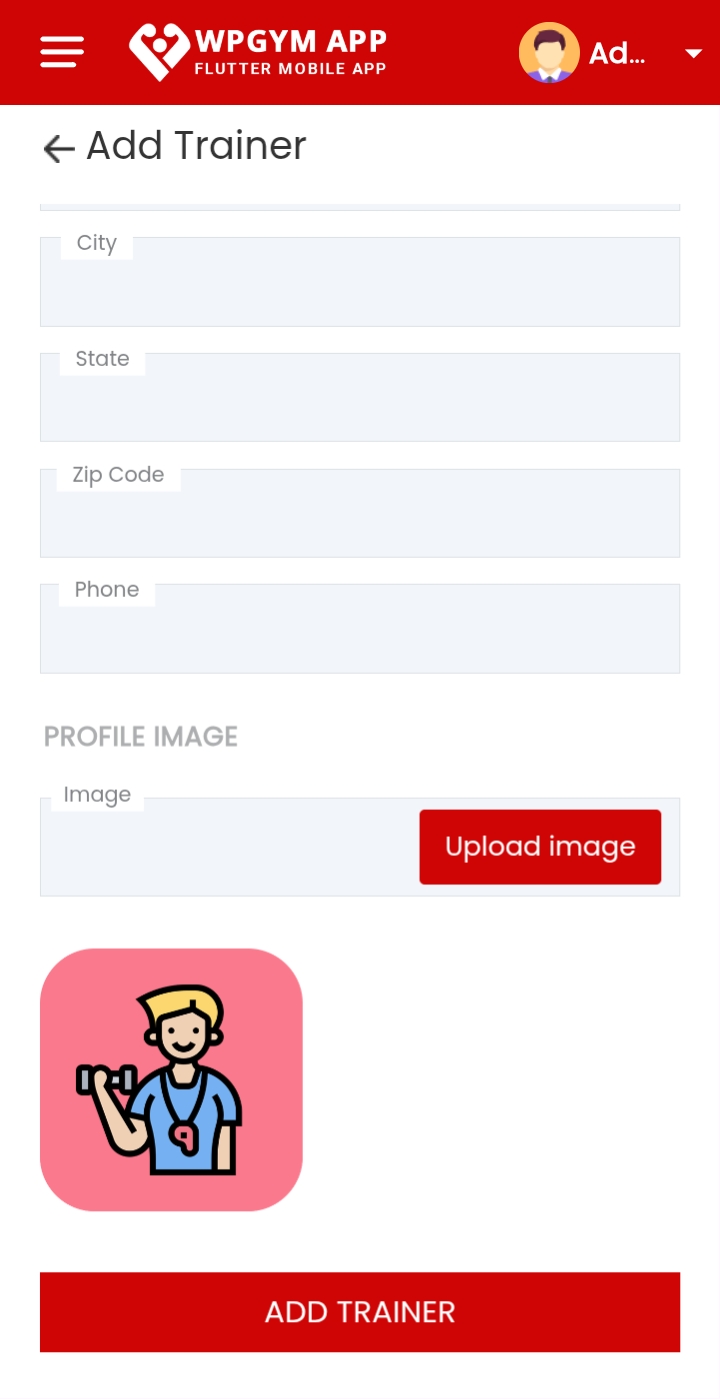 WPGYM APP
FLUTTER MOBILE APP
Ad...
Add Trainer
City
State
Zip Code
Phone
PROFILE IMAGE
Image
Upload image
ADD TRAINER